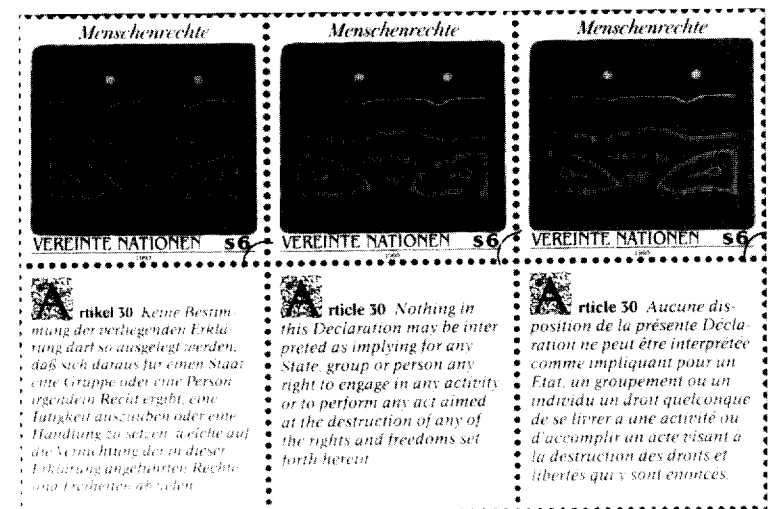 Menschenrechte
VEREINTE NATIONEN s6
Artikel 30 Keine Bestim-
mung der vorliegenden Erklä-
rung darf so ausgelegt werden,
daß sich daraus für einen Staat
eine Gruppe oder eine Person
irgendein Recht ergibt, eine
Tätigkeit auszuüben oder eine
Handlung zu setzen, welche auf
die Vernichtung der in dieser
Erklärung angeführten Rechte
und Freiheiten abzielen
Menschenrechte
VEREINTE NATIONEN s6
Article 30 Nothing in
this Declaration may be inter
preted as implying for any
State, group or person any
right to engage in any activity
or to perform any act aimed
at the destruction of any of
the rights and freedoms set
forth herein
Menschenrechte
VEREINTE NATIONEN s6
Article 30 Aucune dis-
position de la présente Décla-
ration ne peut être interprétée
comme impliquant pour un
Etat, un groupement ou un
individu un droit quelconque
de se livrer a une activité ou
d'accomplir un acte visant à
la destruction des droits et
libertés qui y sont énoncés.